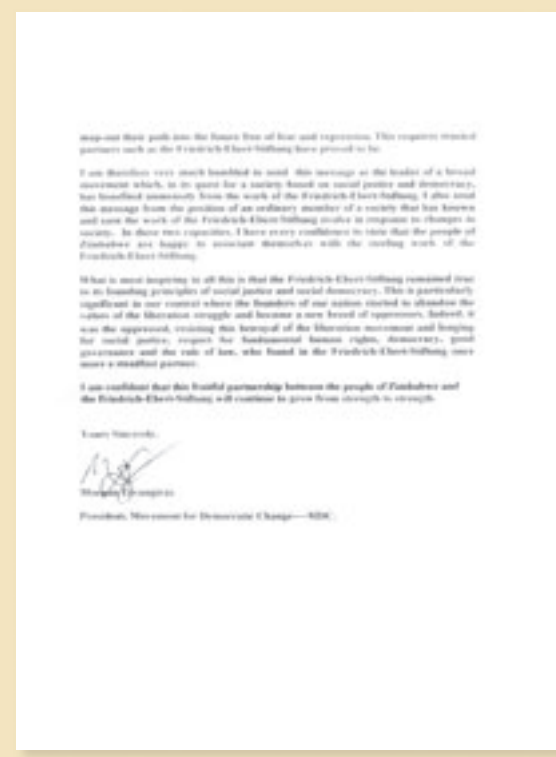 map-out their path into the future free of fear and repression. This requires trusted
partners such as the Friedrich-Ebert-Stiftung have proved to be.
I am therefore very much humbled to send this message as the leader of a broad
movement which, in its quest for a society based on social justice and democracy,
has benefited immensely from the work of the Friedrich-Ebert-Stiftung. I also send
this message from the position of an ordinary member of a society that has known
and seen the work of the Friedrich-Ebert-Stiftung evolve in response to changes in
society. In these two capacities, I have every confidence to state that the people of
Zimbabwe are happy to associate themselves with the sterling work of the
Friedrich-Ebert-Stiftung.
What is most inspiring in all this is that the Friedrich-Ebert-Stiftung remained true
to its founding principles of social justice and social democracy. This is particularly
significant in our context where the founders of our nation started to abandon the
values of the liberation struggle and became a new breed of oppressors. Indeed, it
was the oppressed, resisting this betrayal of the liberation movement and longing
for social justice, respect for fundamental human rights, democracy, good
governance and the rule of law, who found in the Friedrich-Ebert-Stiftung once
more a steadfast partner.
I am confident that this fruitful partnership between the people of Zimbabwe and
the Friedrich-Ebert-Stiftung will continue to grow from strength to strength.
Yours Sincerely,
Morgan Tsvangirai
President, Movement for Democratic Change—MDC.